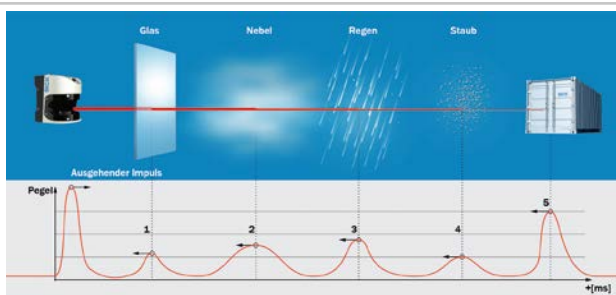 Glas
Nebel
Regen
Staub
Ausgehender Impuls
Pegel
1
2
3
4
5
+[ms]